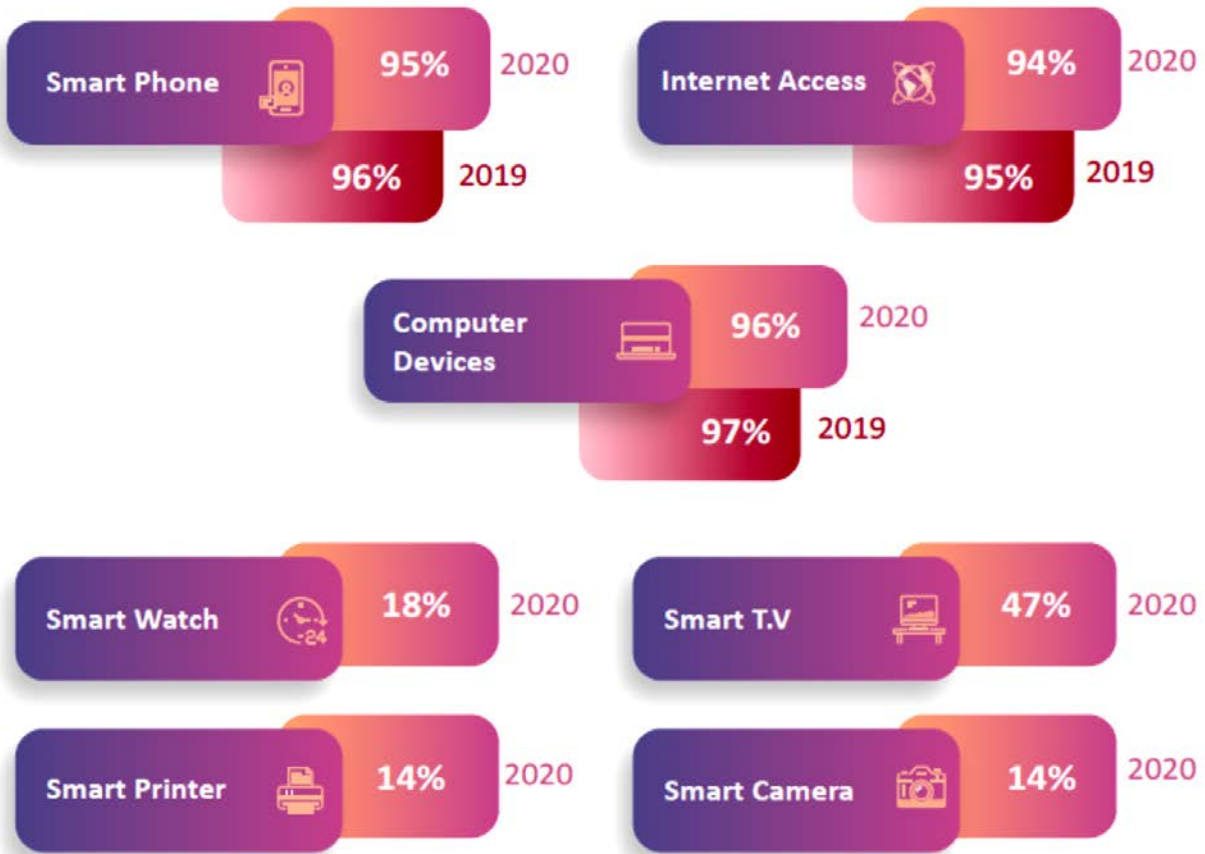 Smart Phone
95%
2020
96%
2019
Internet Access
94%
2020
95%
2019
Computer
Devices
96%
2020
97%
2019
Smart Watch
24
18%
2020
Smart T.V
47%
2020
Smart Printer
14%
2020
Smart Camera
14%
2020